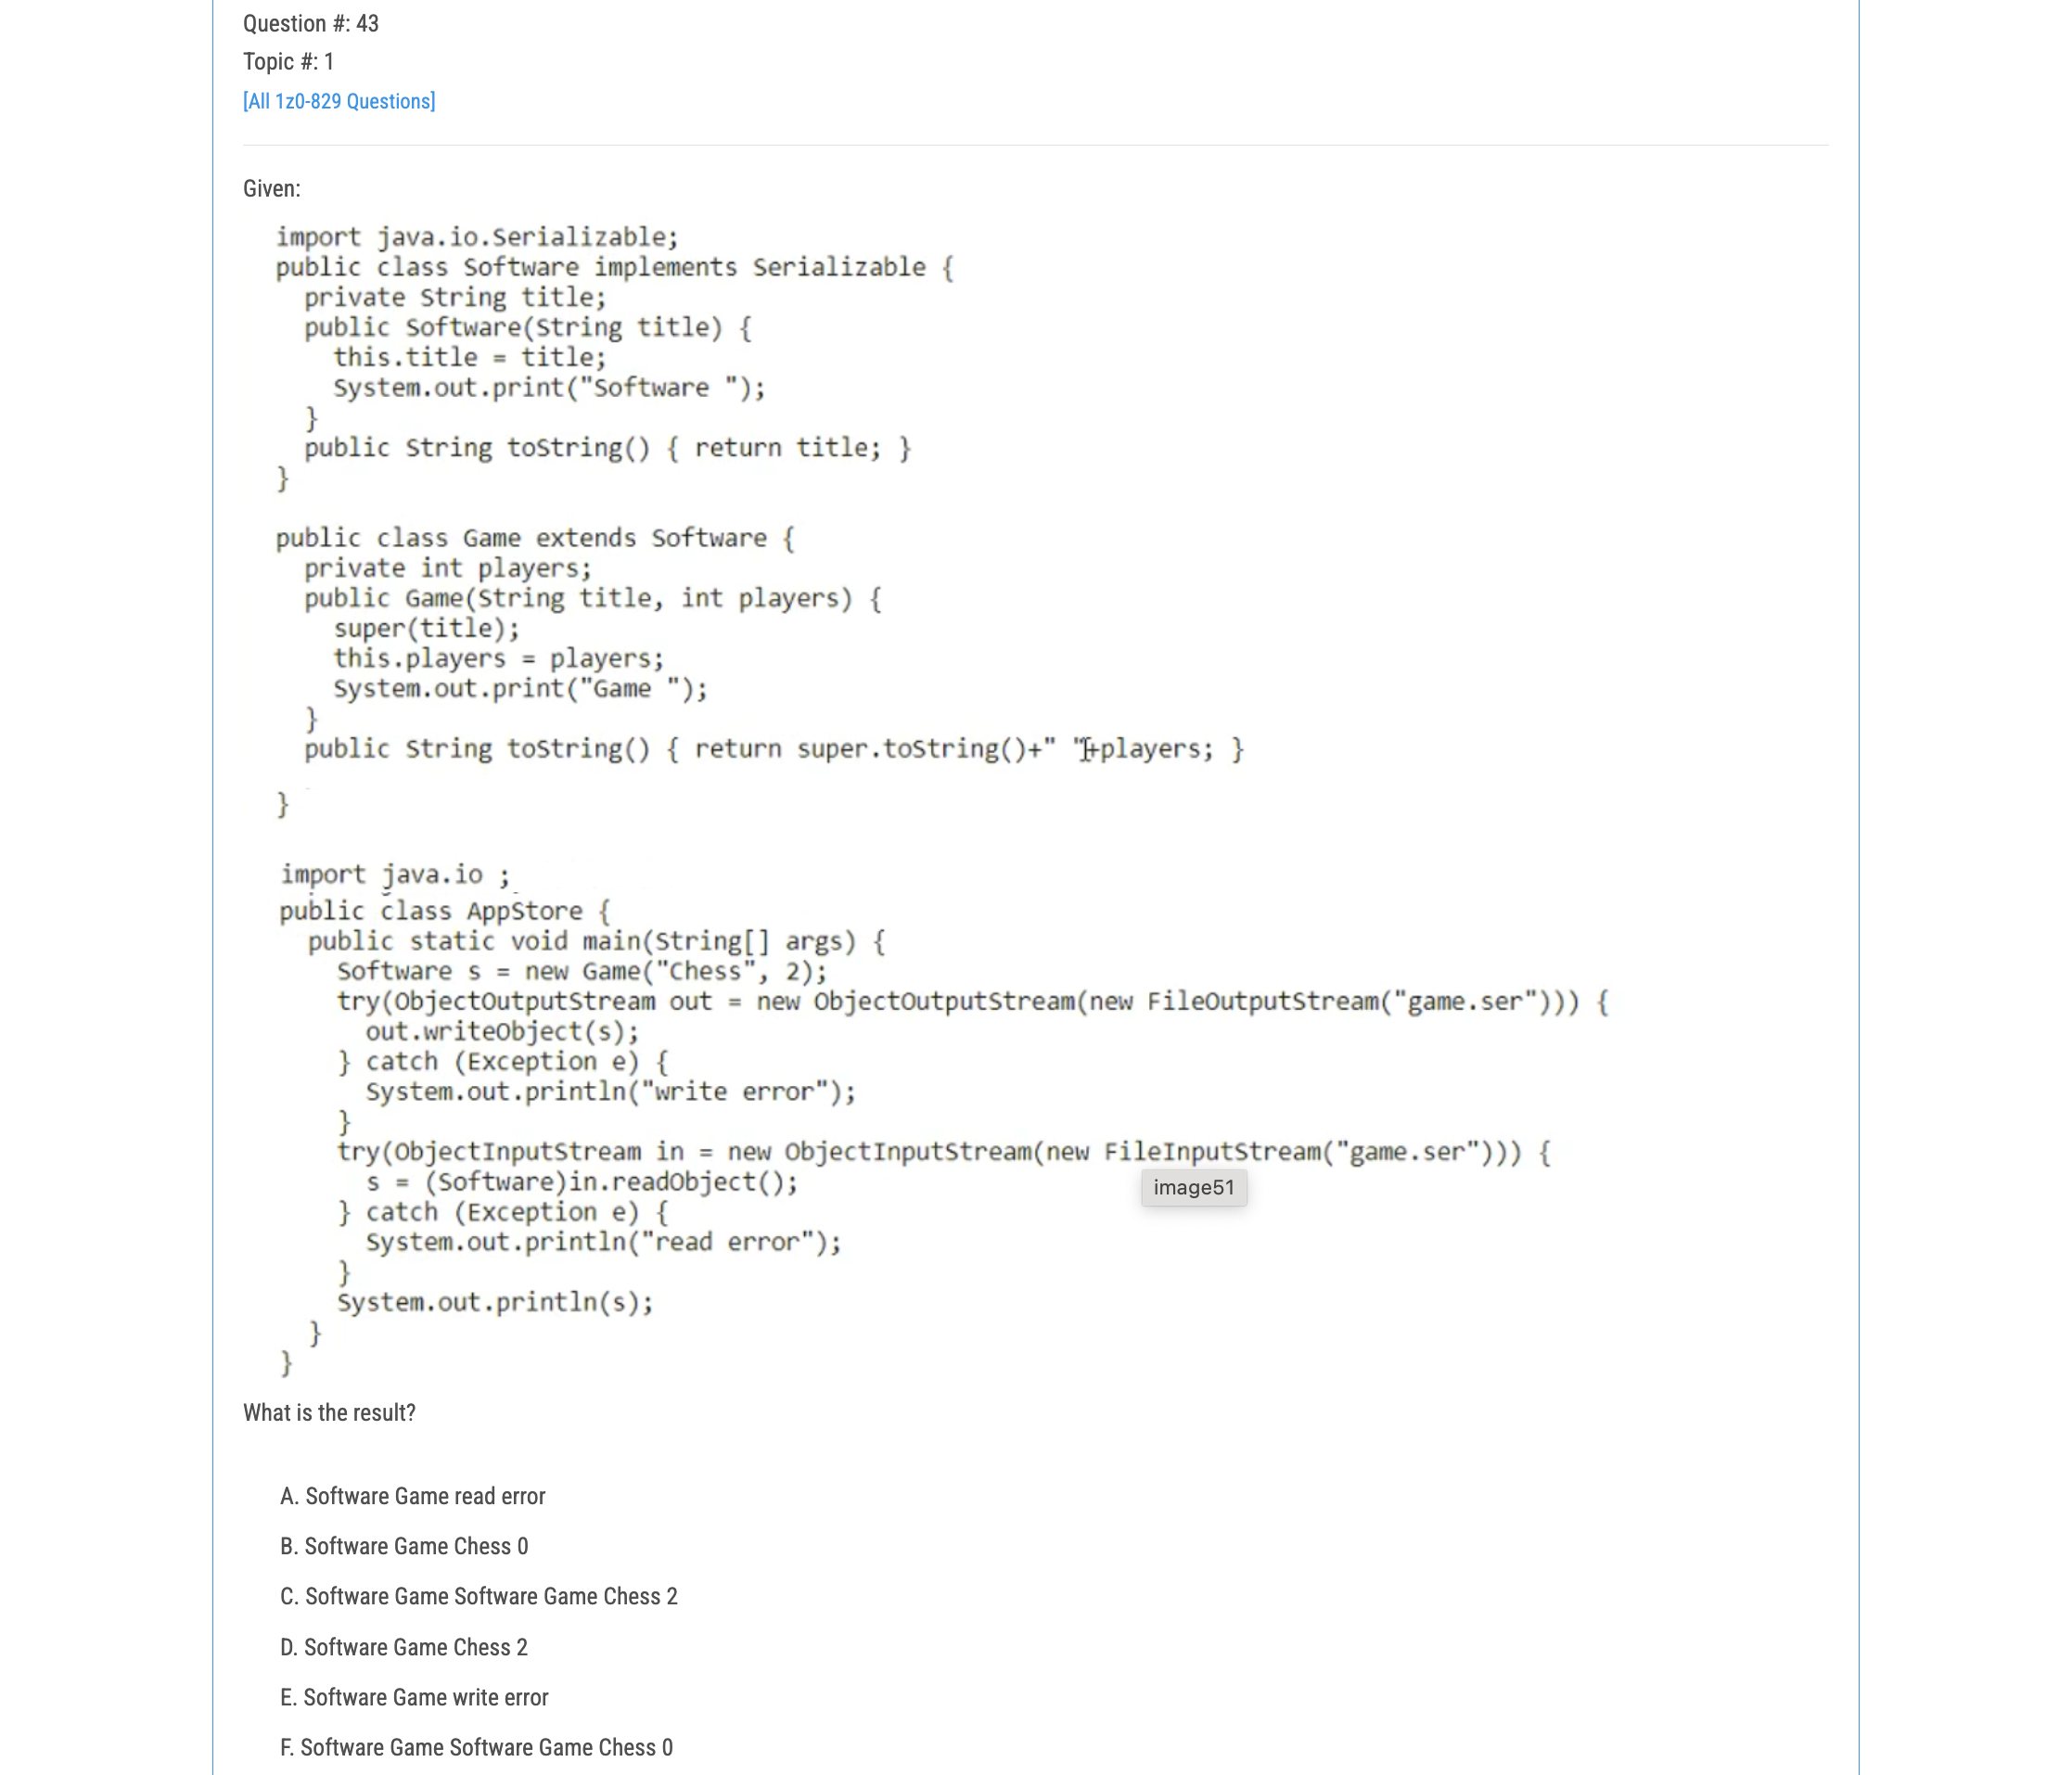 Question #: 43
Topic #: 1
[All 1z0-829 Questions]
Given:
import java.io.Serializable;
public class Software implements Serializable {
private String title;
public Software(String title) {
this.title = title;
System.out.print("Software ");
}
public String toString() { return title; }
}
public class Game extends Software {
private int players;
public Game(String title, int players) {
super(title);
this.players = players;
System.out.print("Game ");
}
public String toString() { return super.toString()+" "+players; }
}
import java.io ;
public class AppStore {
public static void main(String[] args) {
Software s = new Game("Chess", 2);
try(ObjectOutputStream out = new ObjectOutputStream(new FileOutputStream("game.ser"))) {
out.writeObject(s);
} catch (Exception e) {
System.out.println("write error");
}
try(ObjectInputStream in = new ObjectInputStream(new FileInputStream("game.ser"))) {
s = (Software)in.readObject();
image51
} catch (Exception e) {
System.out.println("read error");
}
System.out.println(s);
}
}
What is the result?
A. Software Game read error
B. Software Game Chess 0
C. Software Game Software Game Chess 2
D. Software Game Chess 2
E. Software Game write error
F. Software Game Software Game Chess 0